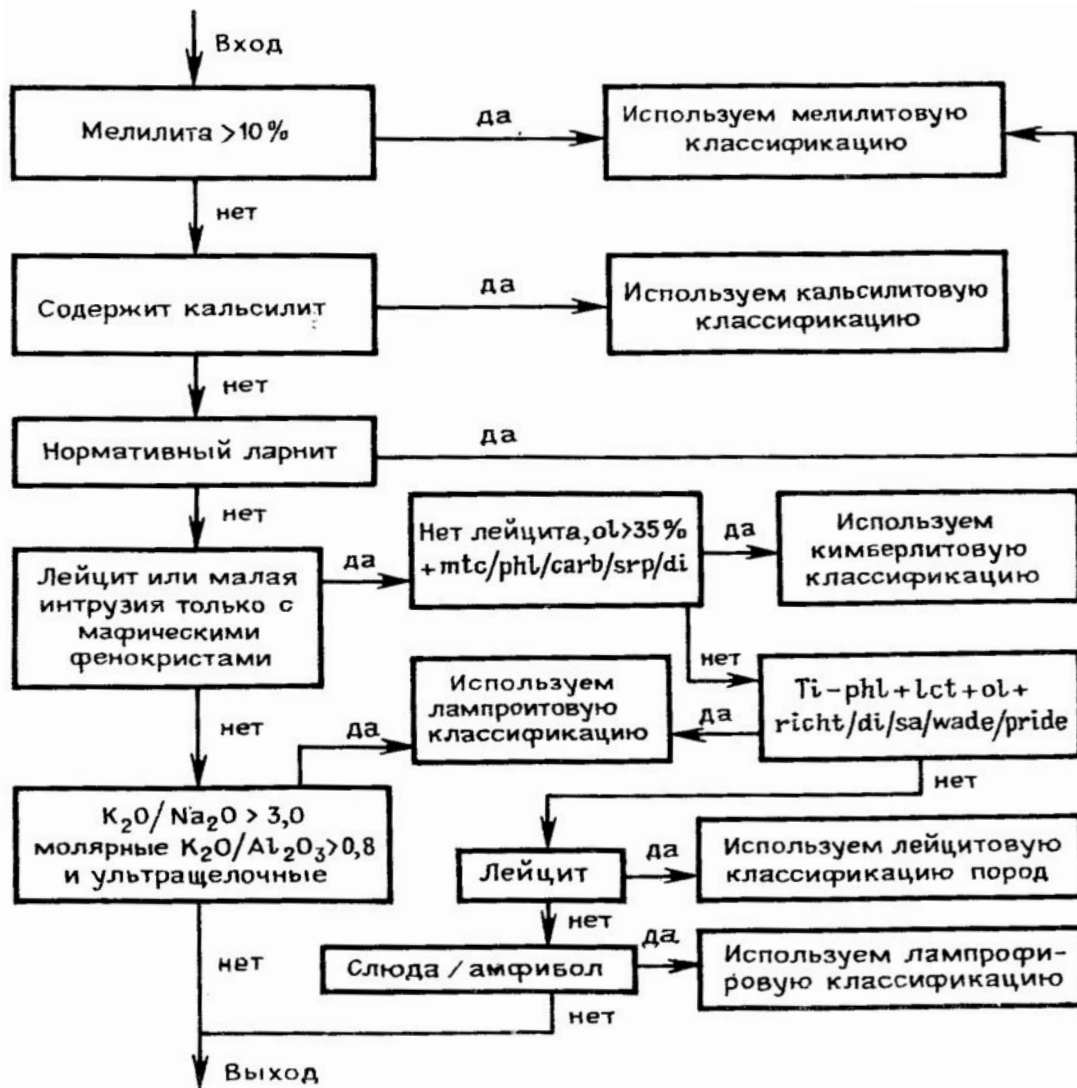 Вход
Мелилита >10%
да
Используем мелилитовую
классификацию
нет
Содержит кальсилит
да
Используем кальсилитовую
классификацию
нет
Нормативный ларнит
да
нет
Лейцит или малая
интрузия только с
мафическими
фенокристами
да
Нет лейцита, ol>35%
+mtc/phl/carb/srp/di
да
Используем
кимберлитовую
классификацию
нет
Ti-phl+lct+ol+
richt/di/sa/wade/pride
да
Используем
лампроитовую
классификацию
нет
да
K₂O/Na₂O > 3,0
молярные K₂O/Al₂O₃>0,8
и ультращелочные
нет
Лейцит
да
Используем лейцитовую
классификацию пород
нет
Слюда / амфибол
да
Используем лампрофи-
ровую классификацию
нет
нет
Выход